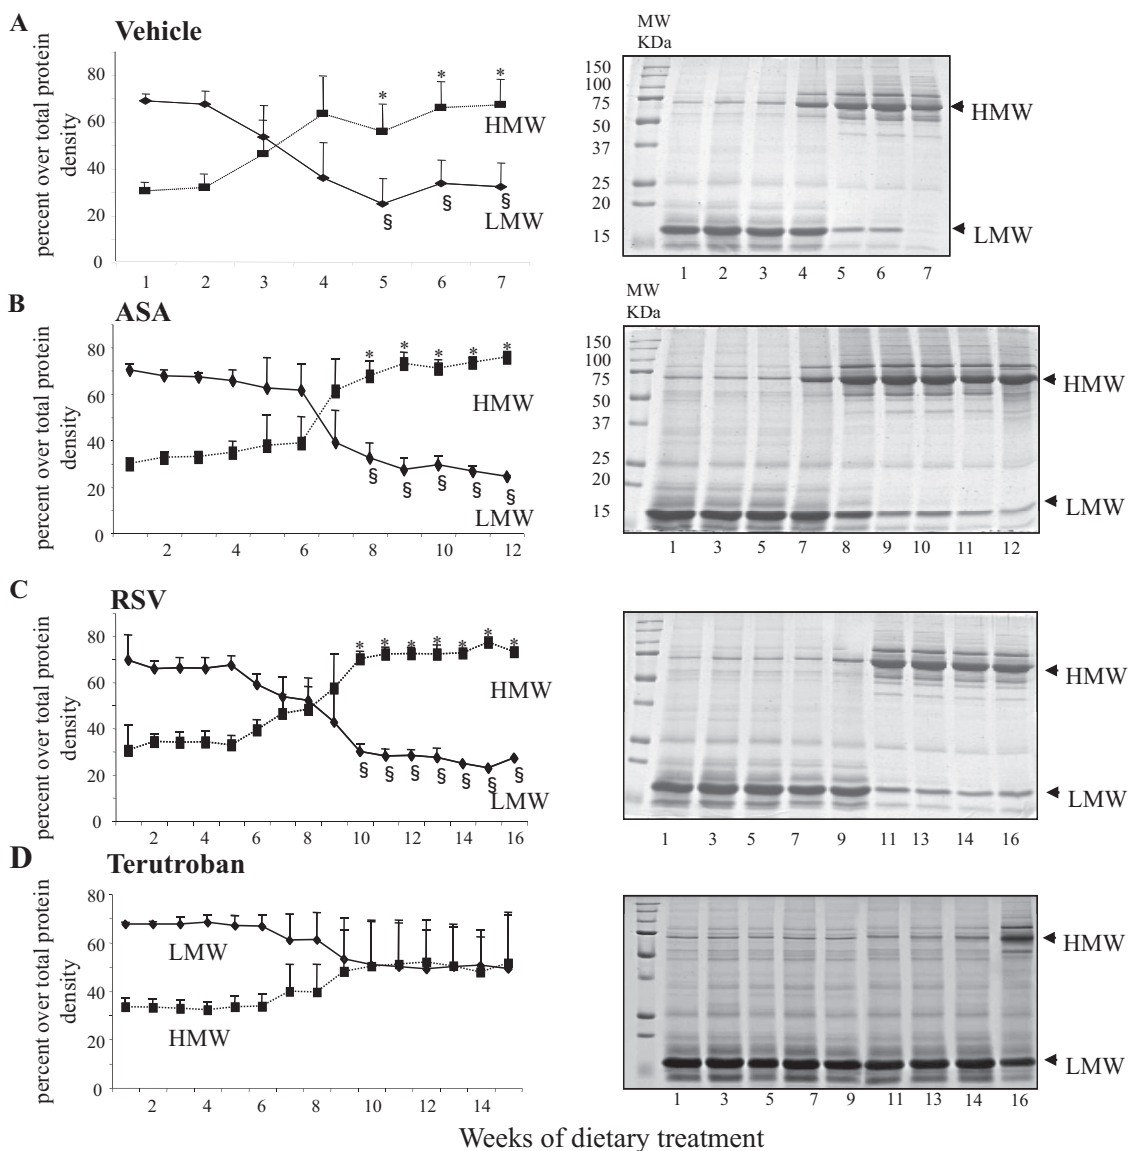 A
Vehicle
percent over total protein
density
80
60
40
20
0
* * *
HMW
§ § §
LMW
1 2 3 4 5 6 7
MW
KDa
150
100
75
50
37
25
20
15
HMW
LMW
1 2 3 4 5 6 7
B
ASA
percent over total protein
density
80
60
40
20
0
* * * * *
HMW
§ § § § §
LMW
2 4 6 8 10 12
MW
KDa
150
100
75
50
37
25
20
15
HMW
LMW
1 3 5 7 8 9 10 11 12
C
RSV
percent over total protein
density
80
60
40
20
0
* * * * * * *
HMW
§ § § § § § §
LMW
2 4 6 8 10 12 14 16
HMW
LMW
1 3 5 7 9 11 13 14 16
D
Terutroban
percent over total protein
density
80
60
40
20
0
LMW
HMW
2 4 6 8 10 12 14
HMW
LMW
1 3 5 7 9 11 13 14 16
Weeks of dietary treatment